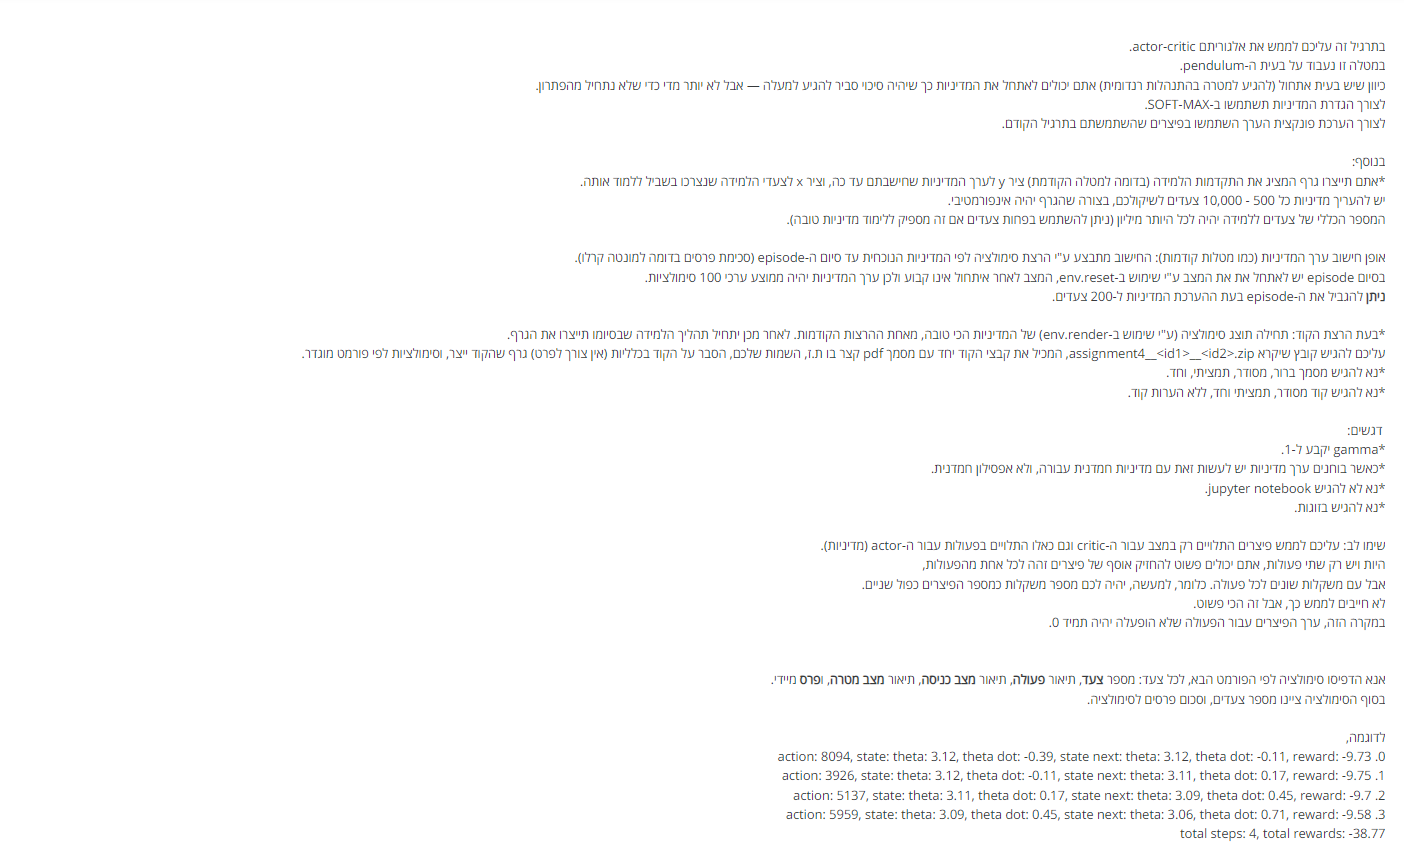 בתרגיל זה עליכם לממש את אלגוריתם actor-critic.
במטלה זו נעבוד על בעית ה-pendulum.
כיוון שיש בעית אתחול (להגיע למטרה בהתנהלות רנדומית) אתם יכולים לאתחל את המדיניות כך שיהיה סיכוי סביר להגיע למעלה — אבל לא יותר מדי כדי שלא נתחיל מהפתרון.
לצורך הגדרת המדיניות תשתמשו ב-SOFT-MAX.
לצורך הערכת פונקצית הערך השתמשו בפיצרים שהשתמשתם בתרגיל הקודם.
בנוסף:
*אתם תייצרו גרף המציג את התקדמות הלמידה (בדומה למטלה הקודמת) ציר y לערך המדיניות שחישבתם עד כה, וציר x לצעדי הלמידה שנצרכו בשביל ללמוד אותה.
יש להעריך מדיניות כל 500 - 10,000 צעדים לשיקולכם, בצורה שהגרף יהיה אינפורמטיבי.
המספר הכללי של צעדים ללמידה יהיה לכל היותר מיליון (ניתן להשתמש בפחות צעדים אם זה מספיק ללימוד מדיניות טובה).
אופן חישוב ערך המדיניות (כמו מטלות קודמות): החישוב מתבצע ע"י הרצת סימולציה לפי המדיניות הנוכחית עד סיום ה-episode (סכימת פרסים בדומה למונטה קרלו).
בסיום episode יש לאתחל את את המצב ע"י שימוש ב-env.reset, המצב לאחר איתחול אינו קבוע ולכן ערך המדיניות יהיה ממוצע ערכי 100 סימולציות.
ניתן להגביל את ה-episode בעת ההערכת המדיניות ל-200 צעדים.
*בעת הרצת הקוד: תחילה תוצג סימולציה (ע"י שימוש ב-env.render) של המדיניות הכי טובה, מאחת ההרצות הקודמות. לאחר מכן יתחיל תהליך הלמידה שבסיומו תייצרו את הגרף.
עליכם להגיש קובץ שיקרא assignment4__<id1>__<id2>.zip, המכיל את קבצי הקוד יחד עם מסמך pdf קצר בו ת.ז, השמות שלכם, הסבר על הקוד בכלליות (אין צורך לפרט) גרף שהקוד ייצר, וסימולציות לפי פורמט מוגדר.
*נא להגיש מסמך ברור, מסודר, תמציתי, וחד.
*נא להגיש קוד מסודר, תמציתי וחד, ללא הערות קוד.
דגשים:
*gamma יקבע ל-1.
*כאשר בוחנים ערך מדיניות יש לעשות זאת עם מדיניות חמדנית עבורה, ולא אפסילון חמדנית.
*נא לא להגיש jupyter notebook.
*נא להגיש בזוגות.
שימו לב: עליכם לממש פיצרים התלויים רק במצב עבור ה-critic וגם כאלו התלויים בפעולות עבור ה-actor (מדיניות).
היות ויש רק שתי פעולות, אתם יכולים פשוט להחזיק אוסף של פיצרים זהה לכל אחת מהפעולות,
אבל עם משקלות שונים לכל פעולה. כלומר, למעשה, יהיה לכם מספר משקלות כמספר הפיצרים כפול שניים.
לא חייבים לממש כך, אבל זה הכי פשוט.
במקרה הזה, ערך הפיצרים עבור הפעולה שלא הופעלה יהיה תמיד 0.
אנא הדפיסו סימולציה לפי הפורמט הבא, לכל צעד: מספר צעד, תיאור פעולה, תיאור מצב כניסה, תיאור מצב מטרה, ופרס מיידי.
בסוף הסימולציה ציינו מספר צעדים, וסכום פרסים לסימולציה.
לדוגמה,
0. action: 8094, state: theta: 3.12, theta dot: -0.39, state next: theta: 3.12, theta dot: -0.11, reward: -9.73
1. action: 3926, state: theta: 3.12, theta dot: -0.11, state next: theta: 3.11, theta dot: 0.17, reward: -9.75
2. action: 5137, state: theta: 3.11, theta dot: 0.17, state next: theta: 3.09, theta dot: 0.45, reward: -9.7
3. action: 5959, state: theta: 3.09, theta dot: 0.45, state next: theta: 3.06, theta dot: 0.71, reward: -9.58
total steps: 4, total rewards: -38.77